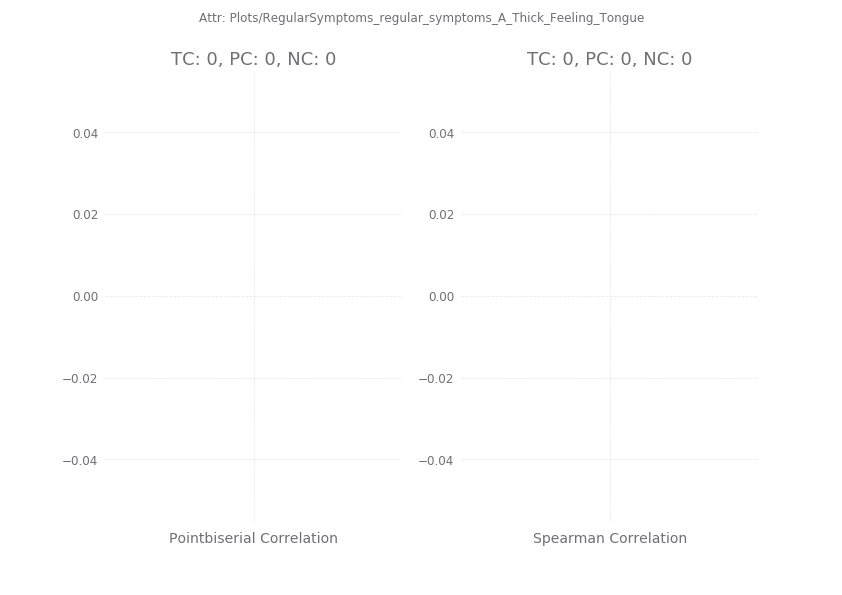 Attr: Plots/RegularSymptoms_regular_symptoms_A_Thick_Feeling_Tongue
TC: 0, PC: 0, NC: 0
0.04
0.02
0.00
−0.02
−0.04
Pointbiserial Correlation
TC: 0, PC: 0, NC: 0
0.04
0.02
0.00
−0.02
−0.04
Spearman Correlation